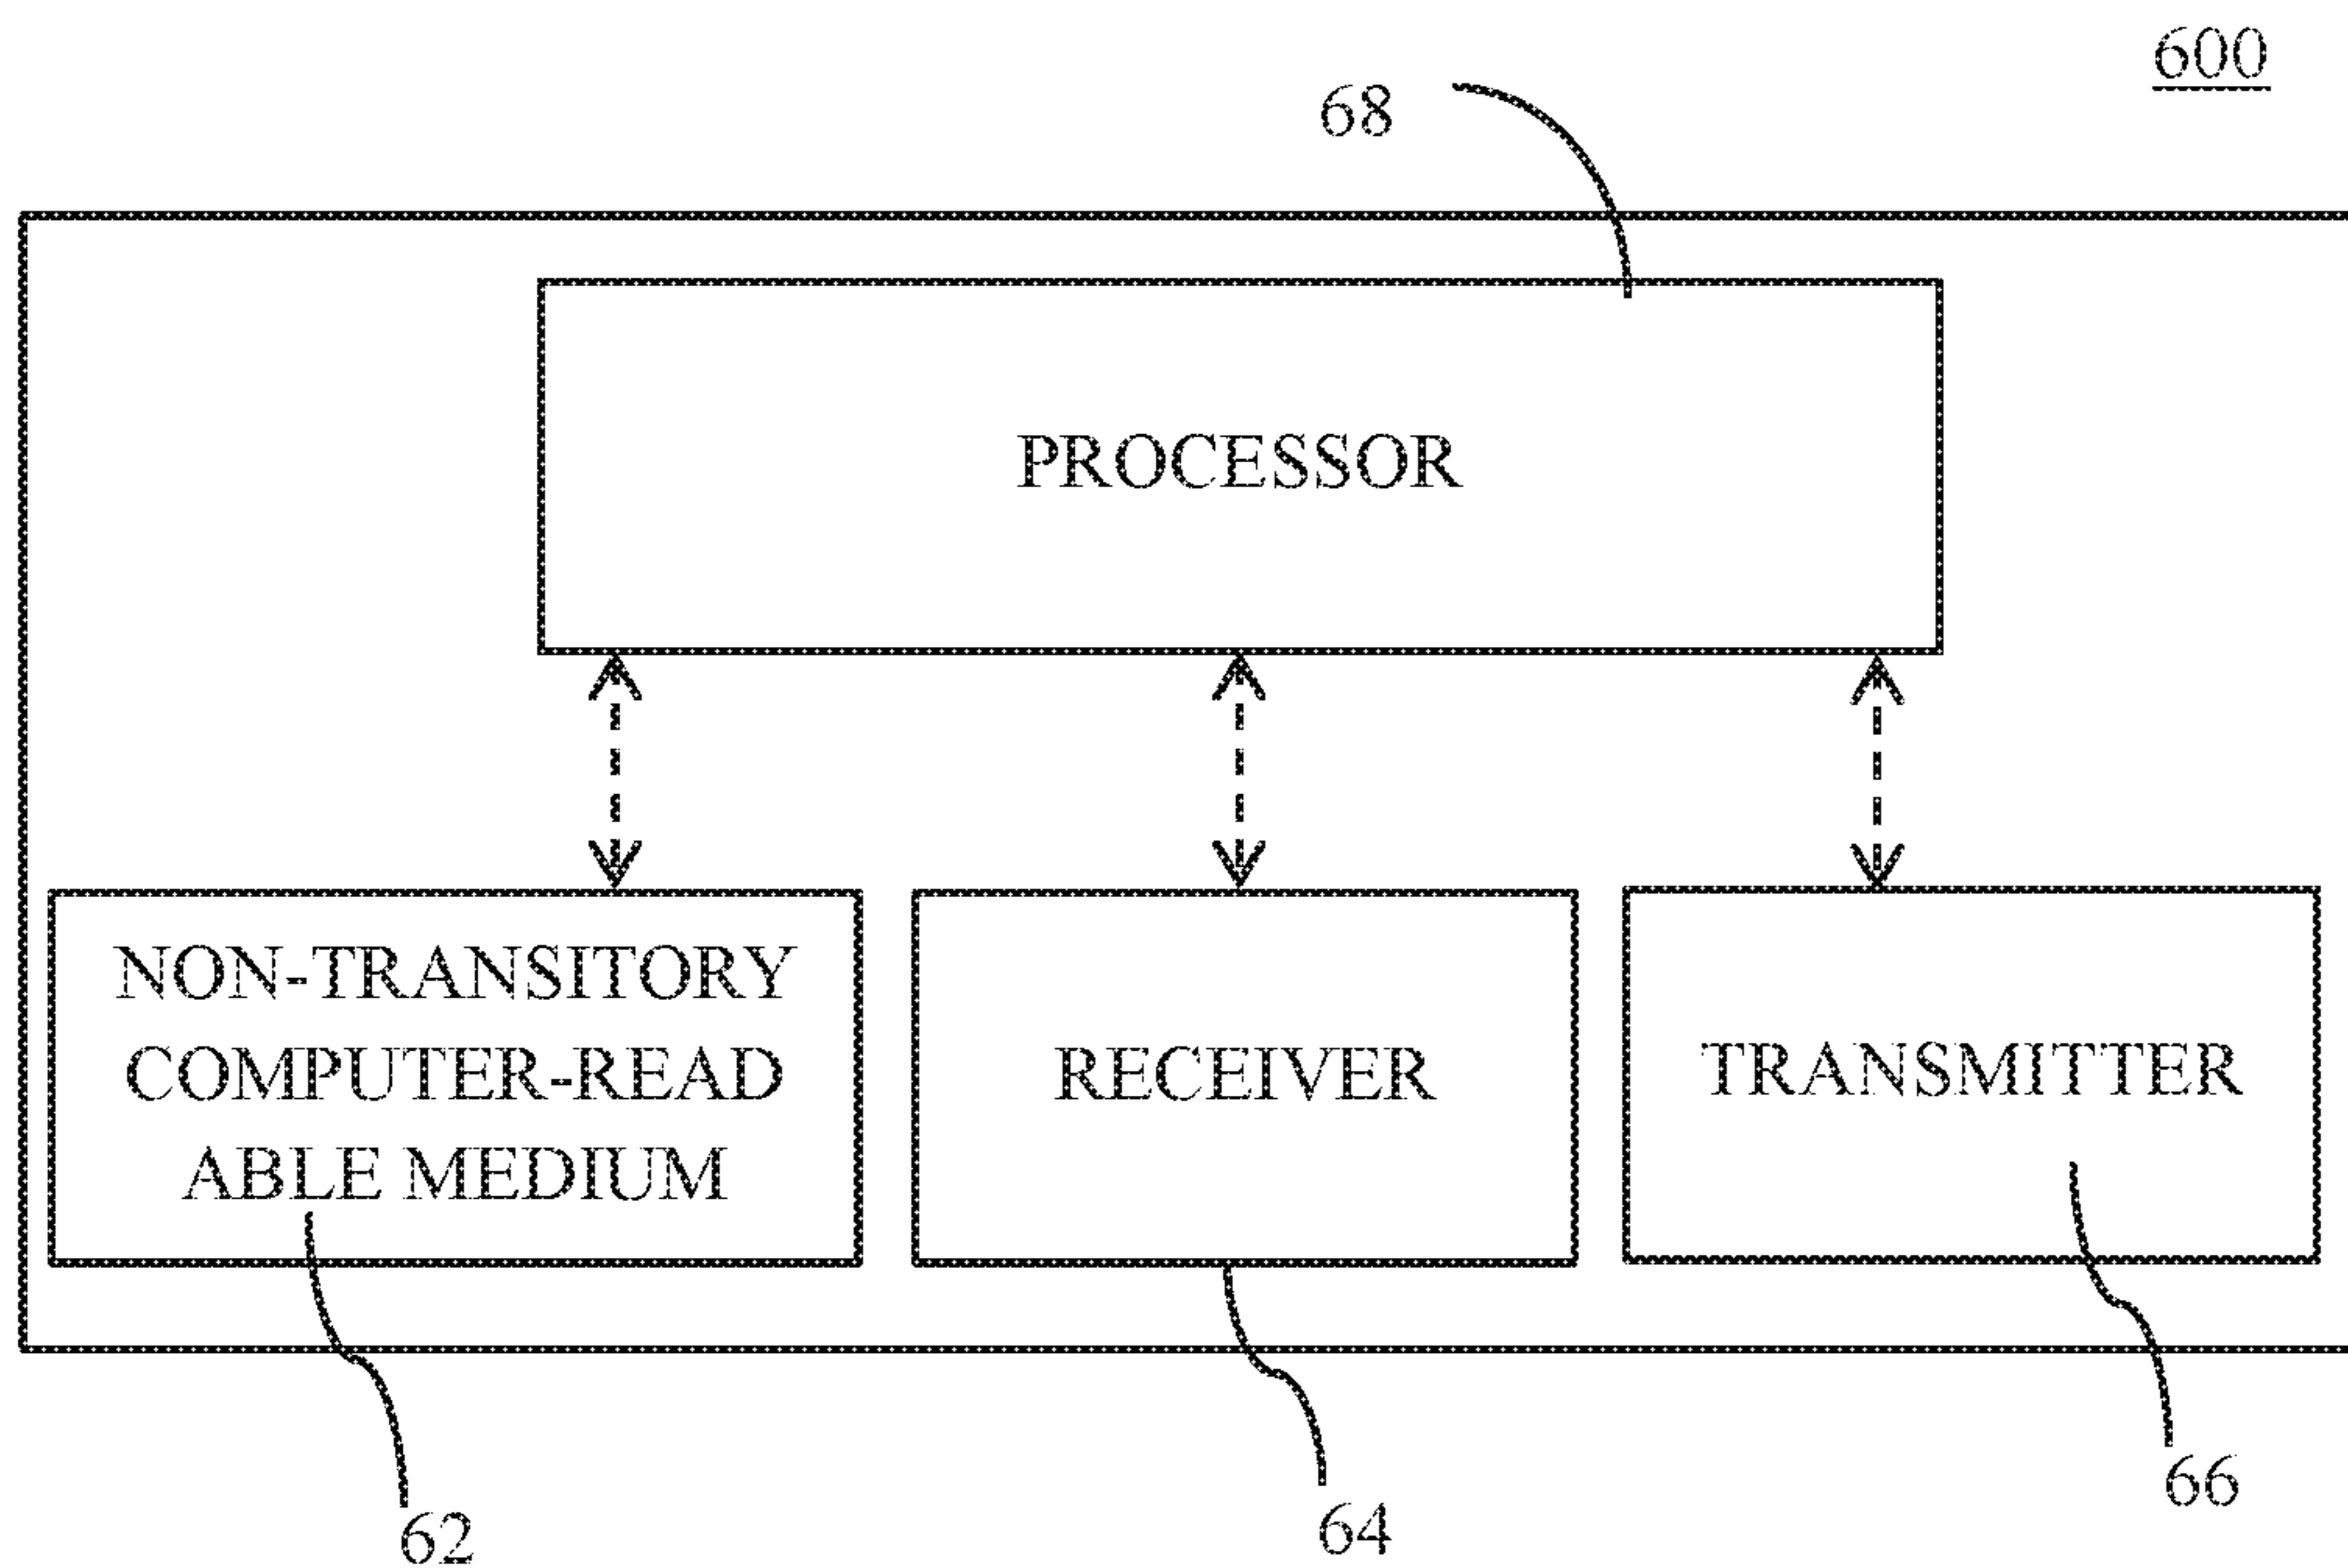 600
68
PROCESSOR
NON-TRANSITORY
COMPUTER-READ
ABLE MEDIUM
RECEIVER
TRANSMITTER
62
64
66